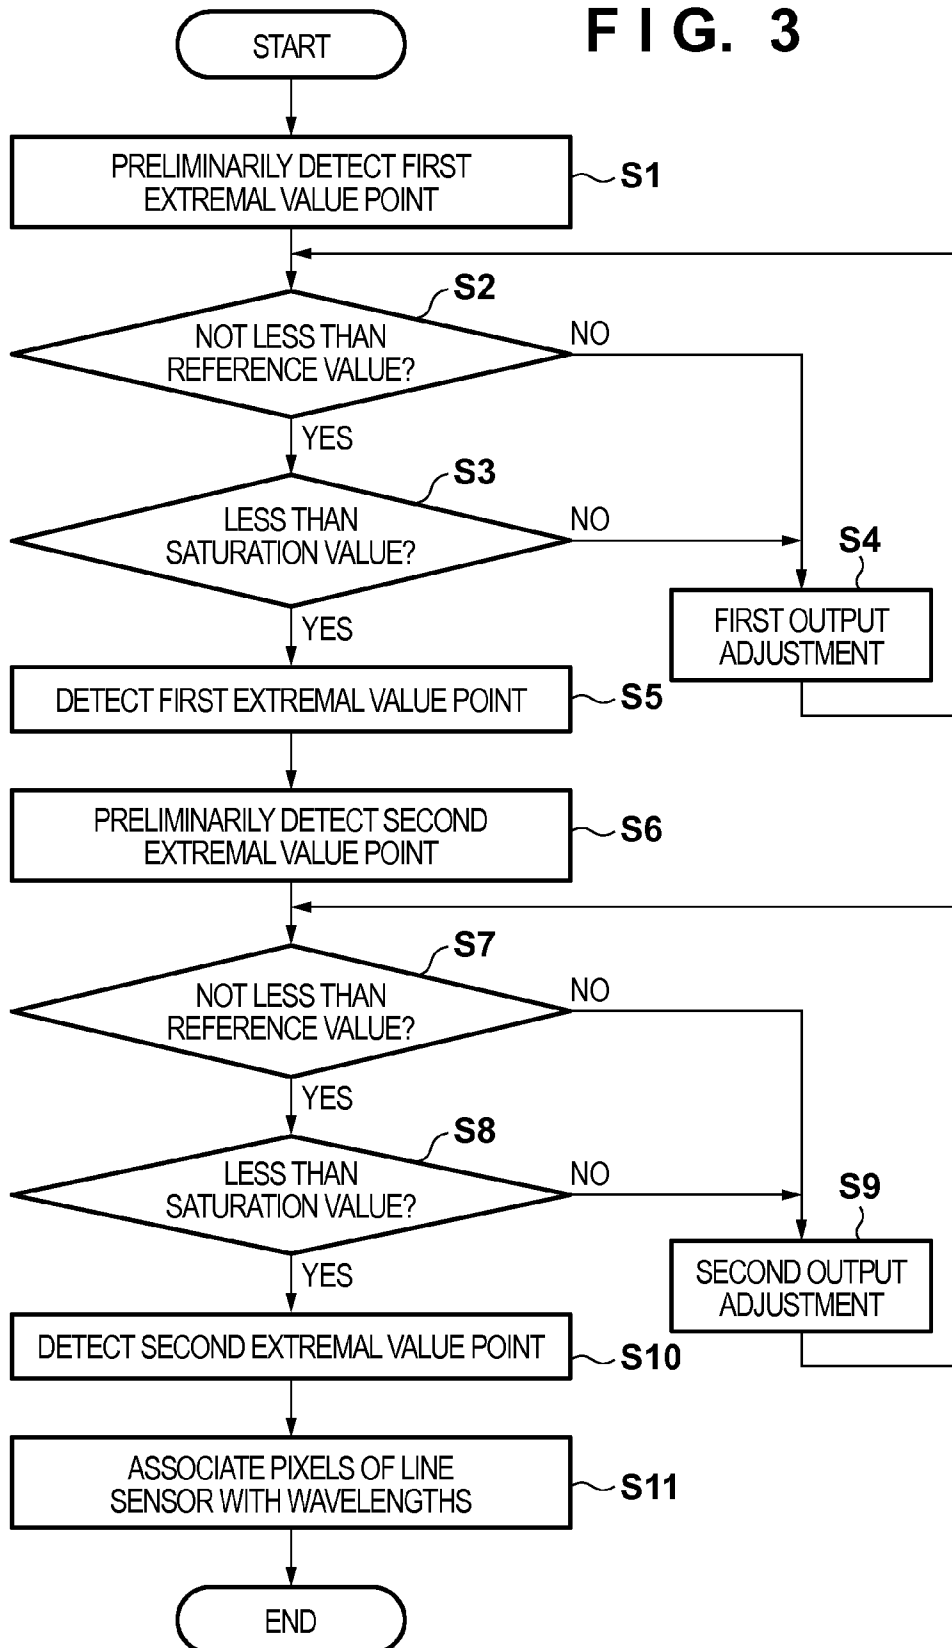 FIG. 3
START
PRELIMINARILY DETECT FIRST
EXTREMAL VALUE POINT
S1
S2
NOT LESS THAN
REFERENCE VALUE?
NO
YES
S3
LESS THAN
SATURATION VALUE?
NO
YES
S4
FIRST OUTPUT
ADJUSTMENT
DETECT FIRST EXTREMAL VALUE POINT
S5
PRELIMINARILY DETECT SECOND
EXTREMAL VALUE POINT
S6
S7
NOT LESS THAN
REFERENCE VALUE?
NO
YES
S8
LESS THAN
SATURATION VALUE?
NO
YES
S9
SECOND OUTPUT
ADJUSTMENT
DETECT SECOND EXTREMAL VALUE POINT
S10
ASSOCIATE PIXELS OF LINE
SENSOR WITH WAVELENGTHS
S11
END